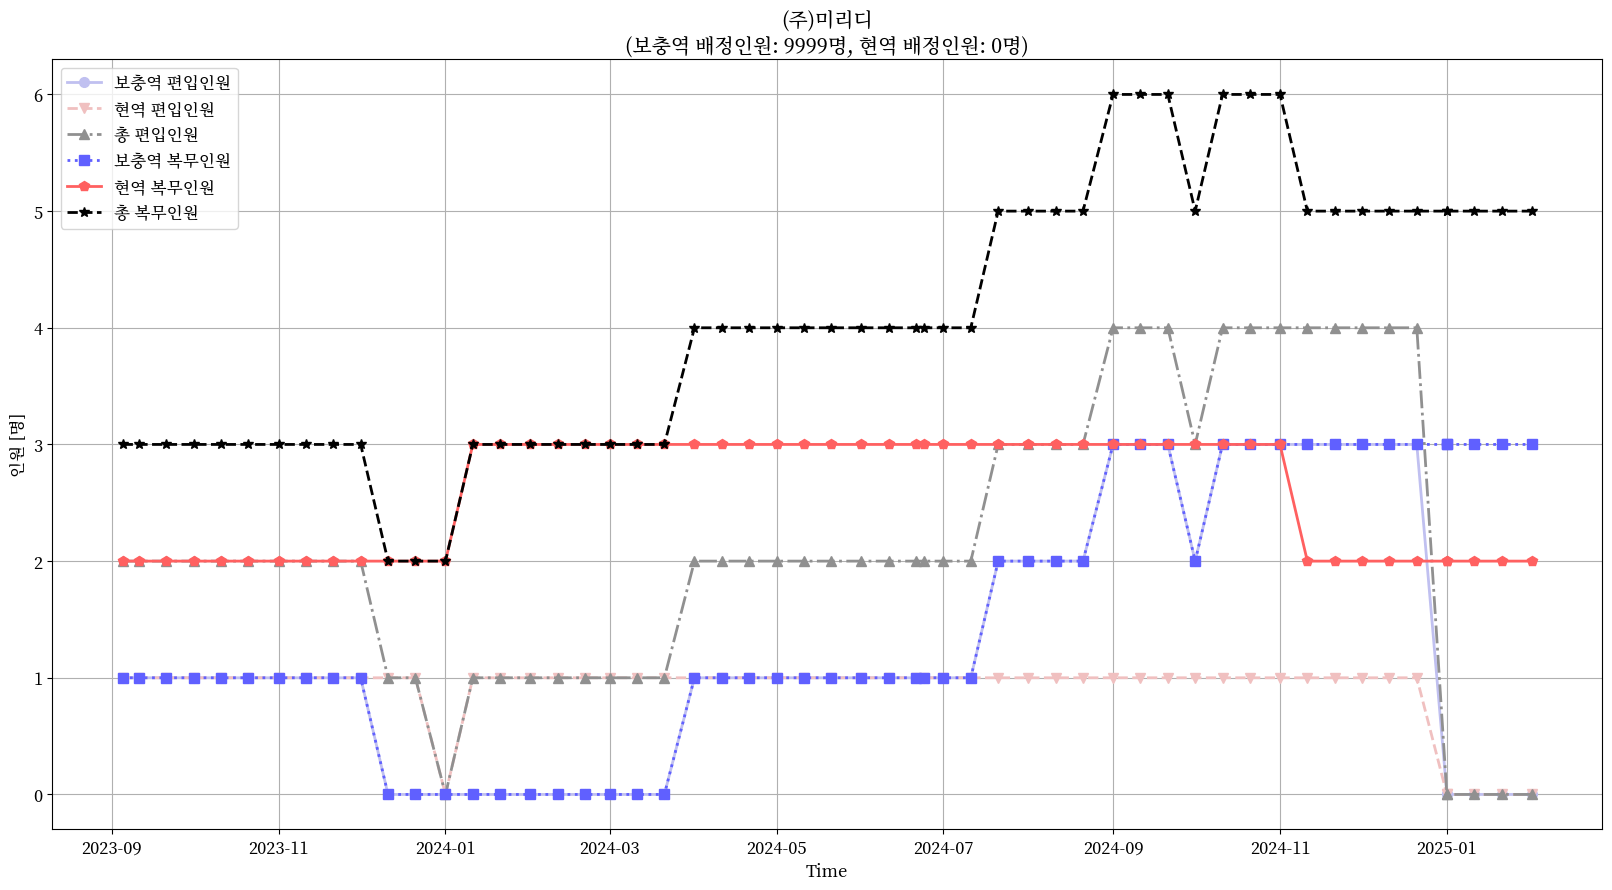 (주)미리디
(보충역 배정인원: 9999명, 현역 배정인원: 0명)
보충역 편입인원
현역 편입인원
총 편입인원
보충역 복무인원
현역 복무인원
총 복무인원
인원 [명]
6
5
4
3
2
1
0
2023-09 2023-11 2024-01 2024-03 2024-05 2024-07 2024-09 2024-11 2025-01
Time